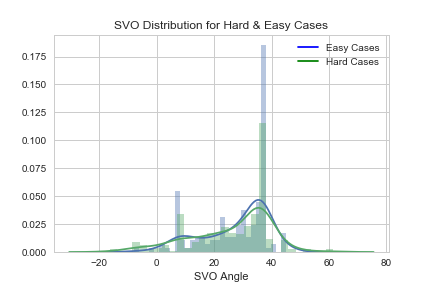 SVO Distribution for Hard & Easy Cases
Easy Cases
Hard Cases
0.175
0.150
0.125
0.100
0.075
0.050
0.025
0.000
−20 0 20 40 60 80
SVO Angle